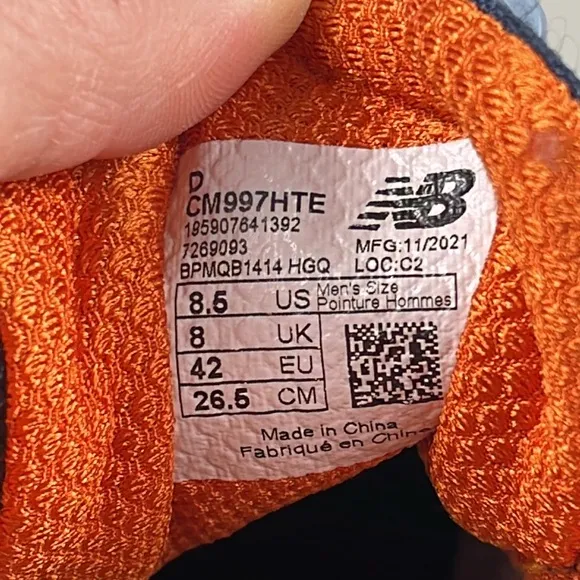 D
CM997HTE
195907641392
7269093
BPMQB1414 HGQ
NB
MFG:11/2021
LOC:C2
8.5 US Men's Size
Pointure Hommes
8 UK
42 EU
26.5 CM
Made in China
Fabriqué en Chine